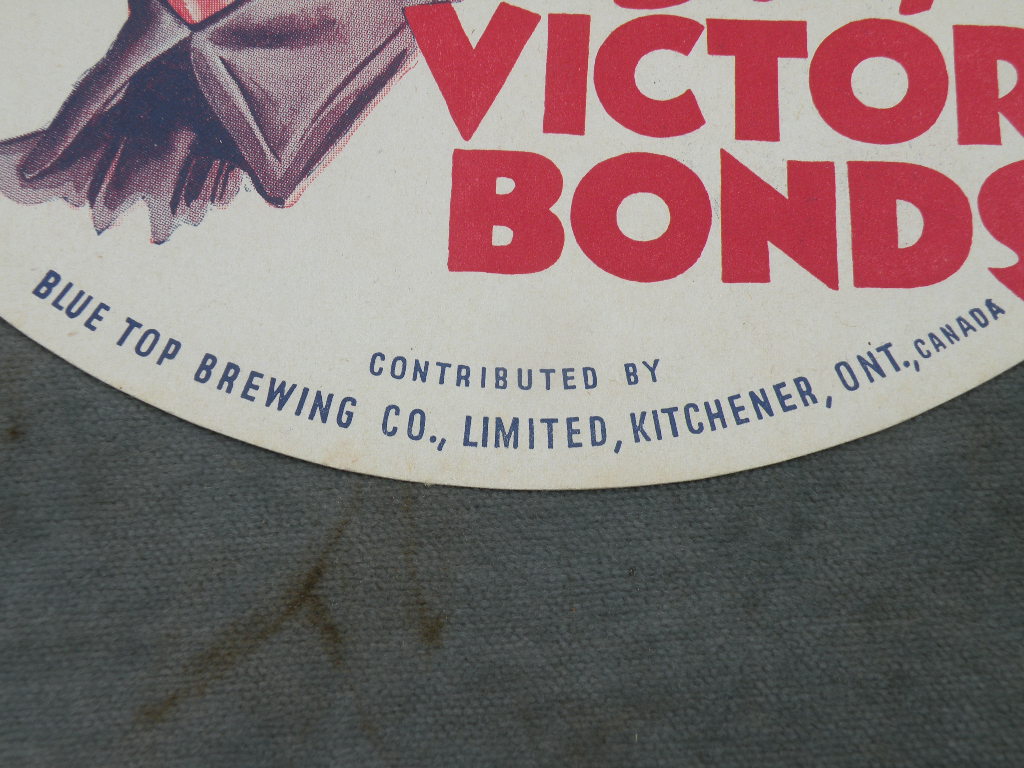 VICTOR
BONDS
CONTRIBUTED BY
BLUE TOP BREWING CO., LIMITED, KITCHENER, ONT., CANADA